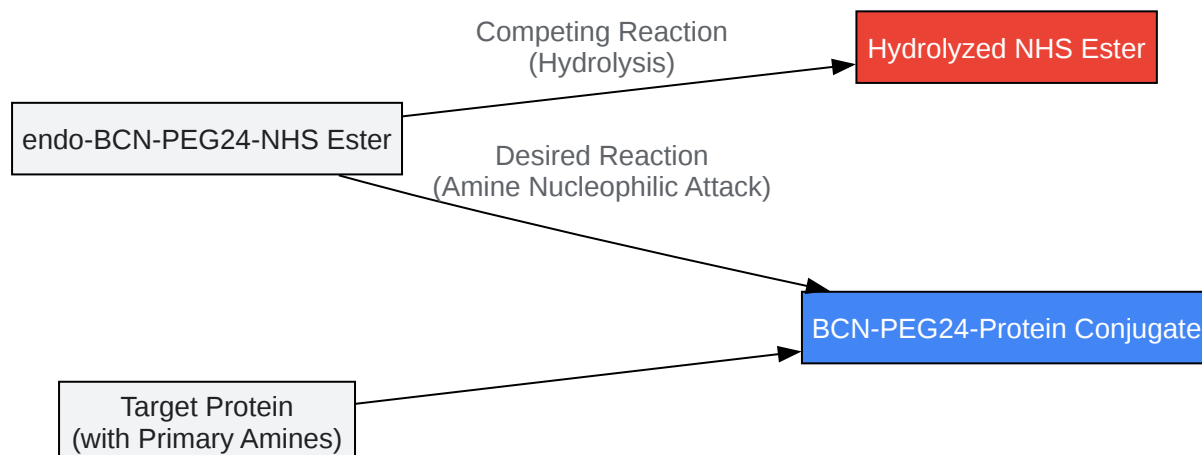 Competing Reaction
(Hydrolysis)
Hydrolyzed NHS Ester
endo-BCN-PEG24-NHS Ester
Desired Reaction
(Amine Nucleophilic Attack)
BCN-PEG24-Protein Conjugate
Target Protein
(with Primary Amines)